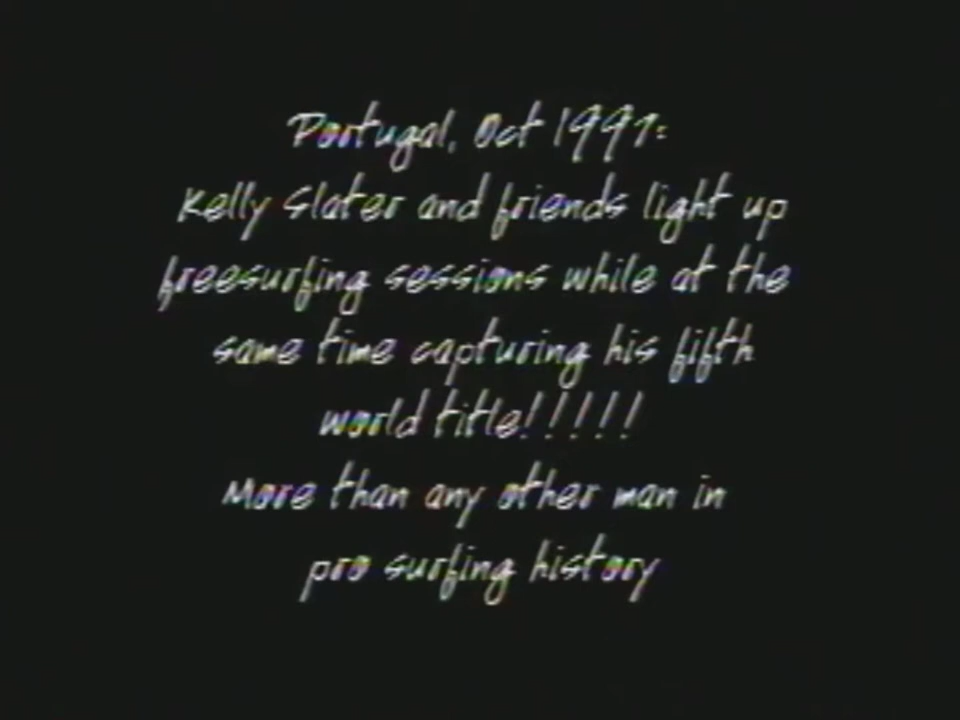 Portugal, Oct 1997:
Kelly Slater and friends light up
freesurfing sessions while at the
same time capturing his fifth
world title!!!!!
More than any other man in
pro surfing history